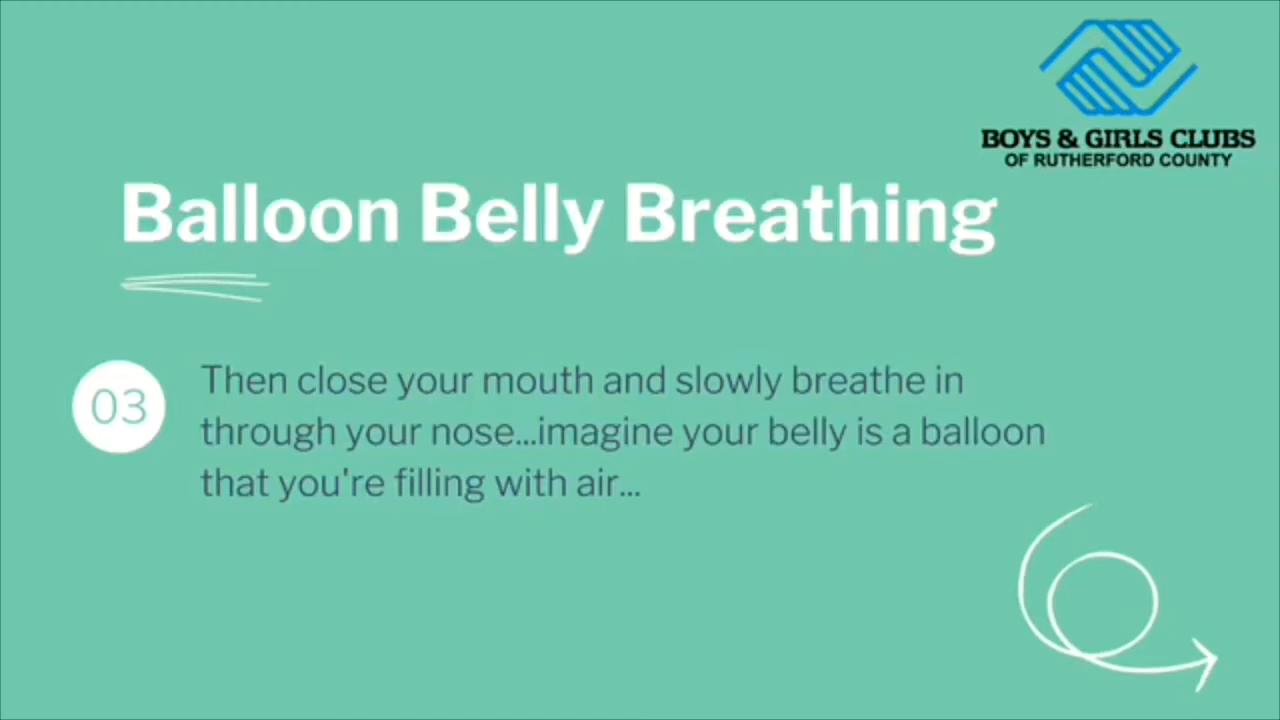 BOYS & GIRLS CLUBS
OF RUTHERFORD COUNTY
Balloon Belly Breathing
03
Then close your mouth and slowly breathe in
through your nose...imagine your belly is a balloon
that you're filling with air...